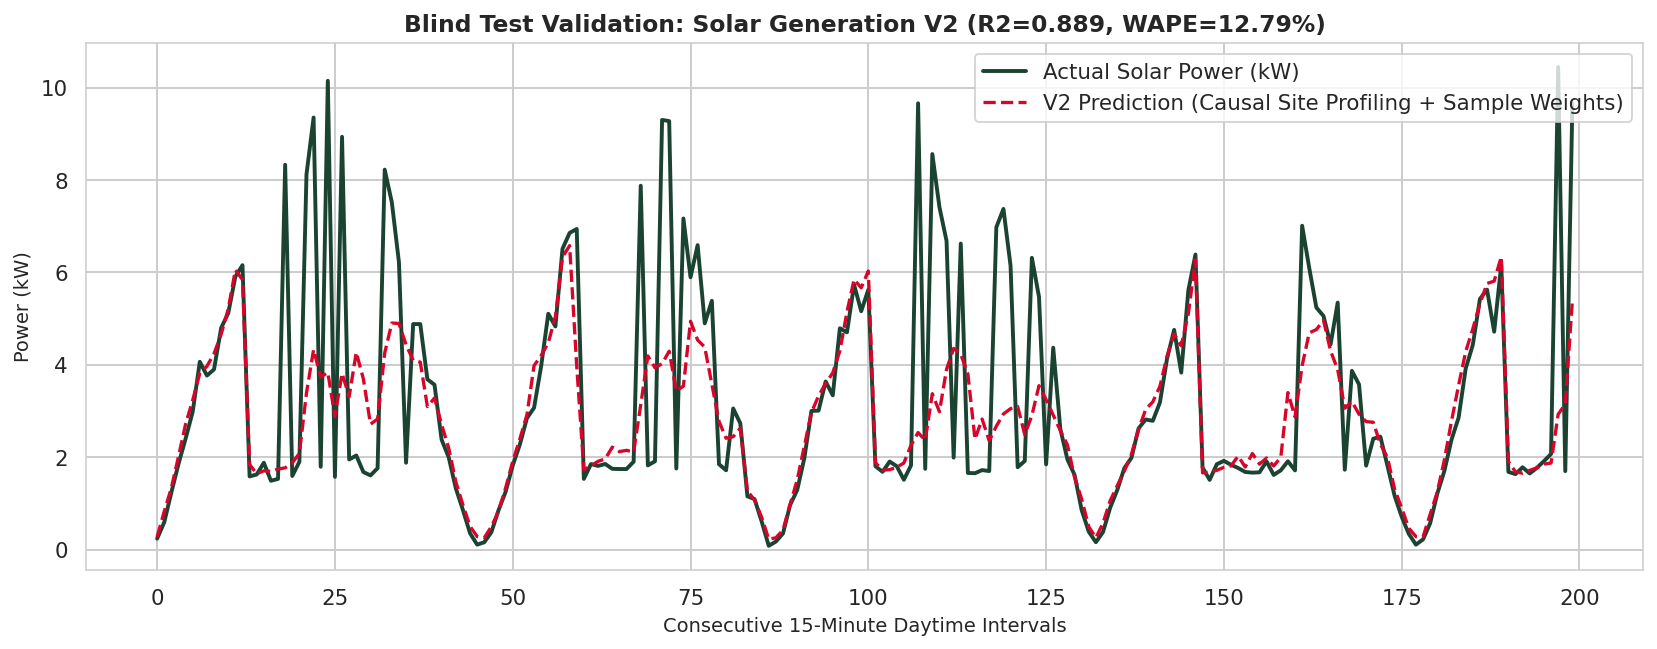 Blind Test Validation: Solar Generation V2 (R2=0.889, WAPE=12.79%)
Actual Solar Power (kW)
V2 Prediction (Causal Site Profiling + Sample Weights)
Power (kW)
10
8
6
4
2
0
0 25 50 75 100 125 150 175 200
Consecutive 15-Minute Daytime Intervals